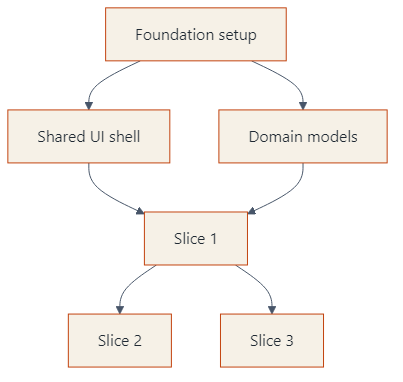 Foundation setup
Shared UI shell
Domain models
Slice 1
Slice 2
Slice 3